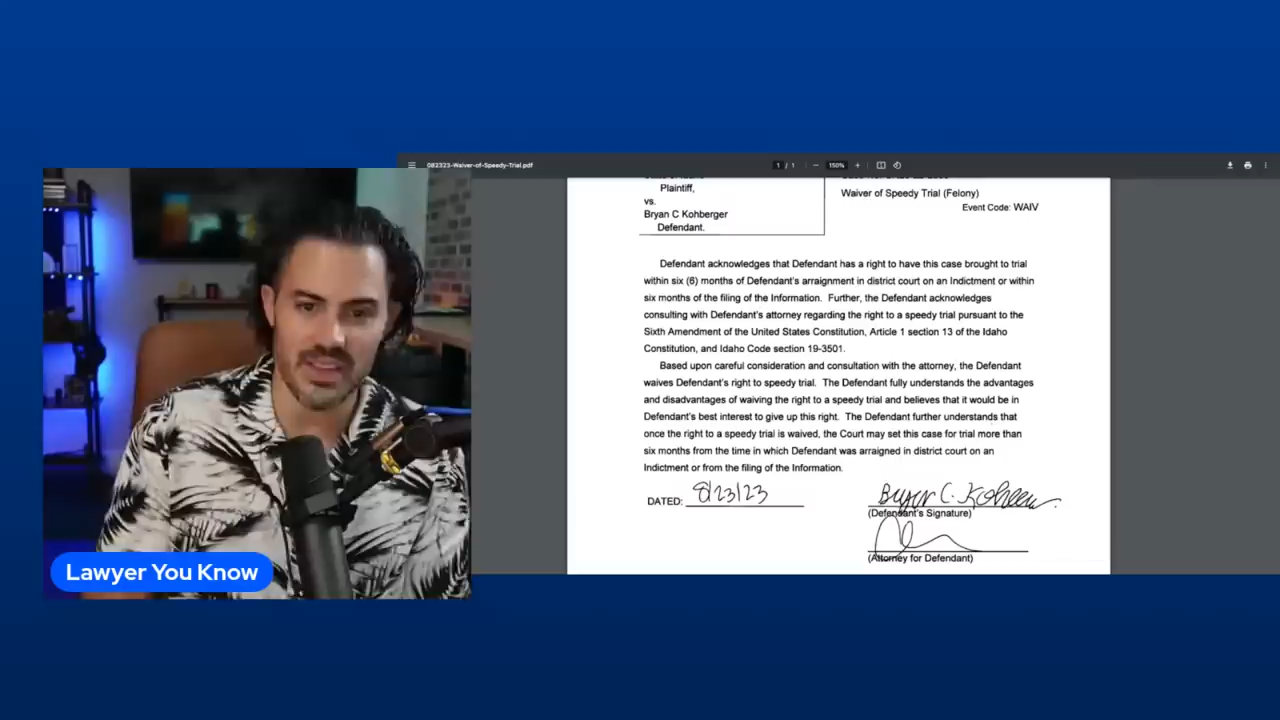 082323-Waiver-of-Speedy-Trial.pdf
1 / 1
150%
Plaintiff,
vs.
Bryan C Kohberger
Defendant.
Waiver of Speedy Trial (Felony)
Event Code: WAIV
Defendant acknowledges that Defendant has a right to have this case brought to trial
within six (6) months of Defendant's arraignment in district court on an Indictment or within
six months of the filing of the Information. Further, the Defendant acknowledges
consulting with Defendant's attorney regarding the right to a speedy trial pursuant to the
Sixth Amendment of the United States Constitution, Article 1 section 13 of the Idaho
Constitution, and Idaho Code section 19-3501.
Based upon careful consideration and consultation with the attorney, the Defendant
waives Defendant's right to speedy trial. The Defendant fully understands the advantages
and disadvantages of waiving the right to a speedy trial and believes that it would be in
Defendant's best interest to give up this right. The Defendant further understands that
once the right to a speedy trial is waived, the Court may set this case for trial more than
six months from the time in which Defendant was arraigned in district court on an
Indictment or from the filing of the Information.
DATED: 8/23/23
(Defendant's Signature)
(Attorney for Defendant)
Lawyer You Know